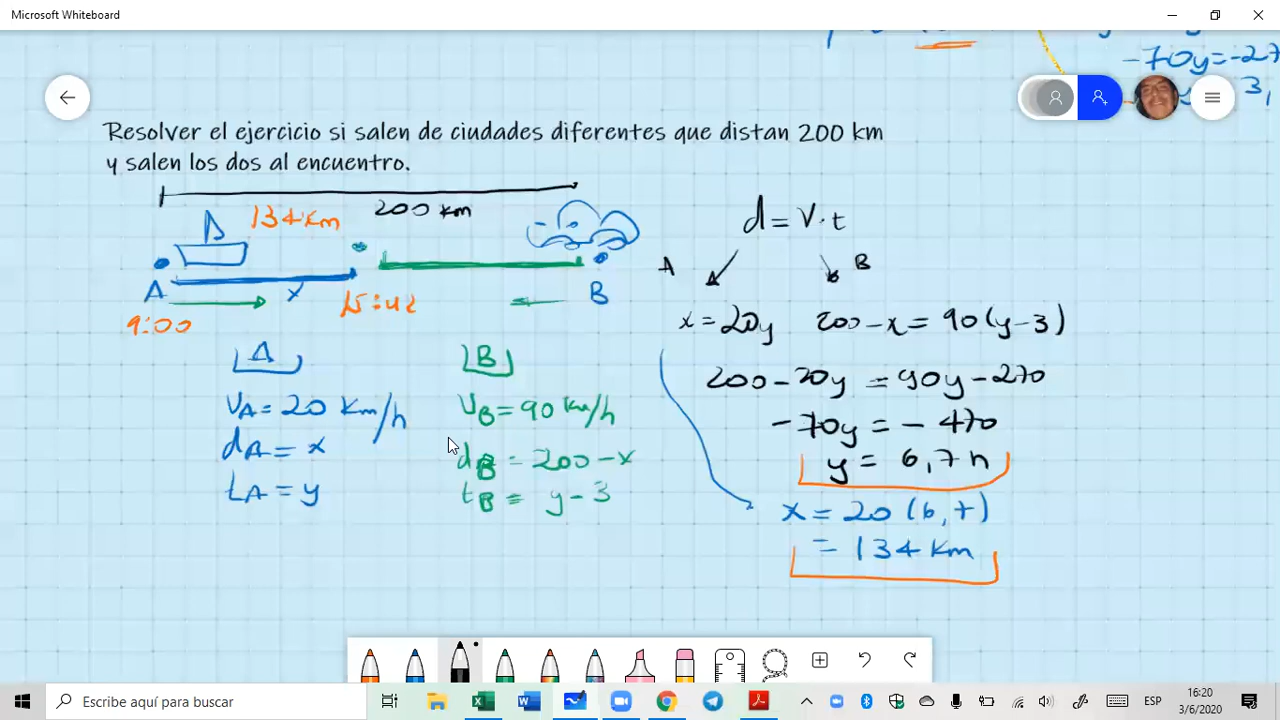 Microsoft Whiteboard
-70y=-27
3,
Resolver el ejercicio si salen de ciudades diferentes que distan 200 km
y salen los dos al encuentro.
134 km
200 km
A
x
B
9:00
15:42
d = v·t
A
B
x = 20y
200-x = 90(y-3)
200-20y = 90y-270
-70y = -470
y = 6,7 h
x = 20 (6,7)
= 134 km
A
VA = 20 km/h
dA = x
tA = y
B
VB = 90 km/h
dB = 200-x
tB = y-3
Escribe aquí para buscar
ESP
16:20
3/6/2020